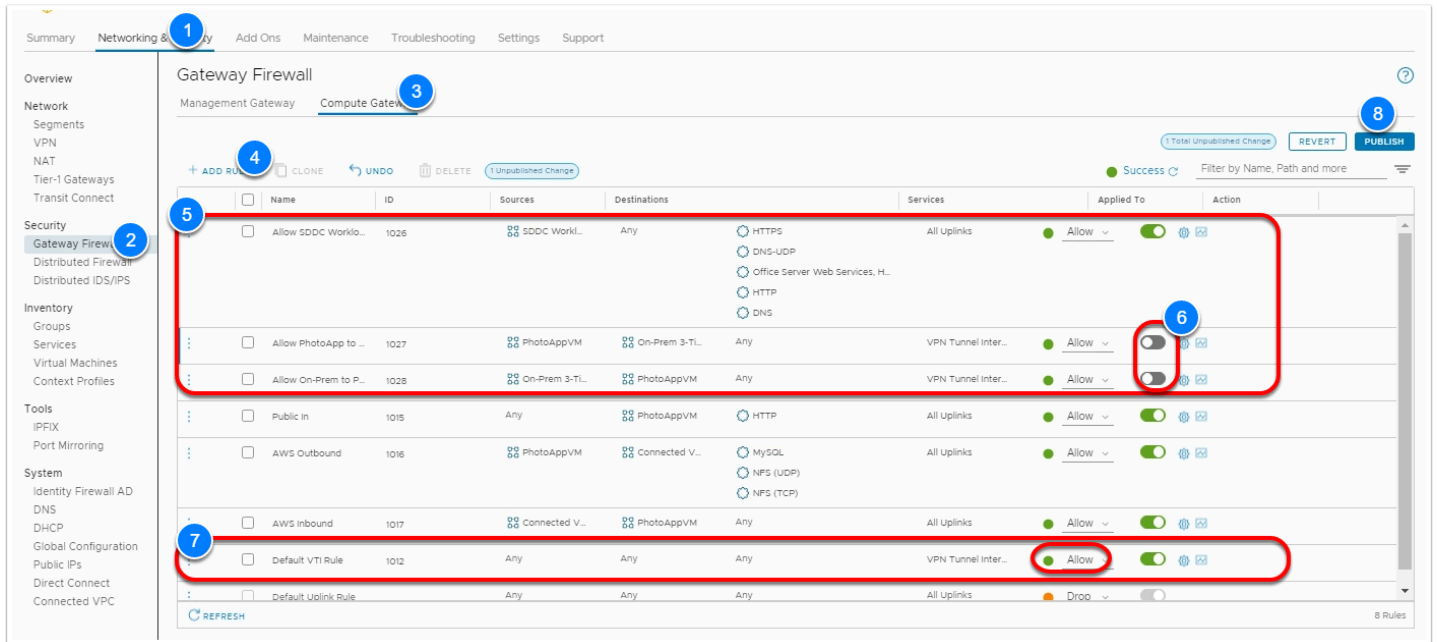 1
Summary Networking & ty Add Ons Maintenance Troubleshooting Settings Support
Overview
Network
Segments
VPN
NAT
Tier-1 Gateways
Transit Connect
Security
Gateway Firew
2
Distributed Firewall
Distributed IDS/IPS
Inventory
Groups
Services
Virtual Machines
Context Profiles
Tools
IPFIX
Port Mirroring
System
Identity Firewall AD
DNS
DHCP
Global Configuration
Public IPs
Direct Connect
Connected VPC
Gateway Firewall
?
Management Gateway Compute Gatew
3
8
1 Total Unpublished Change REVERT PUBLISH
4
+ ADD RU CLONE UNDO DELETE 1 Unpublished Change Success Filter by Name, Path and more
Name ID Sources Destinations Services Applied To Action
5
Allow SDDC Worklo... 1026 SDDC Workl... Any HTTPS All Uplinks Allow
DNS-UDP
Office Server Web Services, H...
HTTP
DNS
6
Allow PhotoApp to ... 1027 PhotoAppVM On-Prem 3-Ti... Any VPN Tunnel Inter... Allow
Allow On-Prem to P... 1028 On-Prem 3-Ti... PhotoAppVM Any VPN Tunnel Inter... Allow
Public In 1015 Any PhotoAppVM HTTP All Uplinks Allow
AWS Outbound 1016 PhotoAppVM Connected V... MySQL All Uplinks Allow
NFS (UDP)
NFS (TCP)
AWS Inbound 1017 Connected V... PhotoAppVM Any All Uplinks Allow
7
Default VTI Rule 1012 Any Any Any VPN Tunnel Inter... Allow
Default Uplink Rule Any Any Any All Uplinks Drop
REFRESH 8 Rules